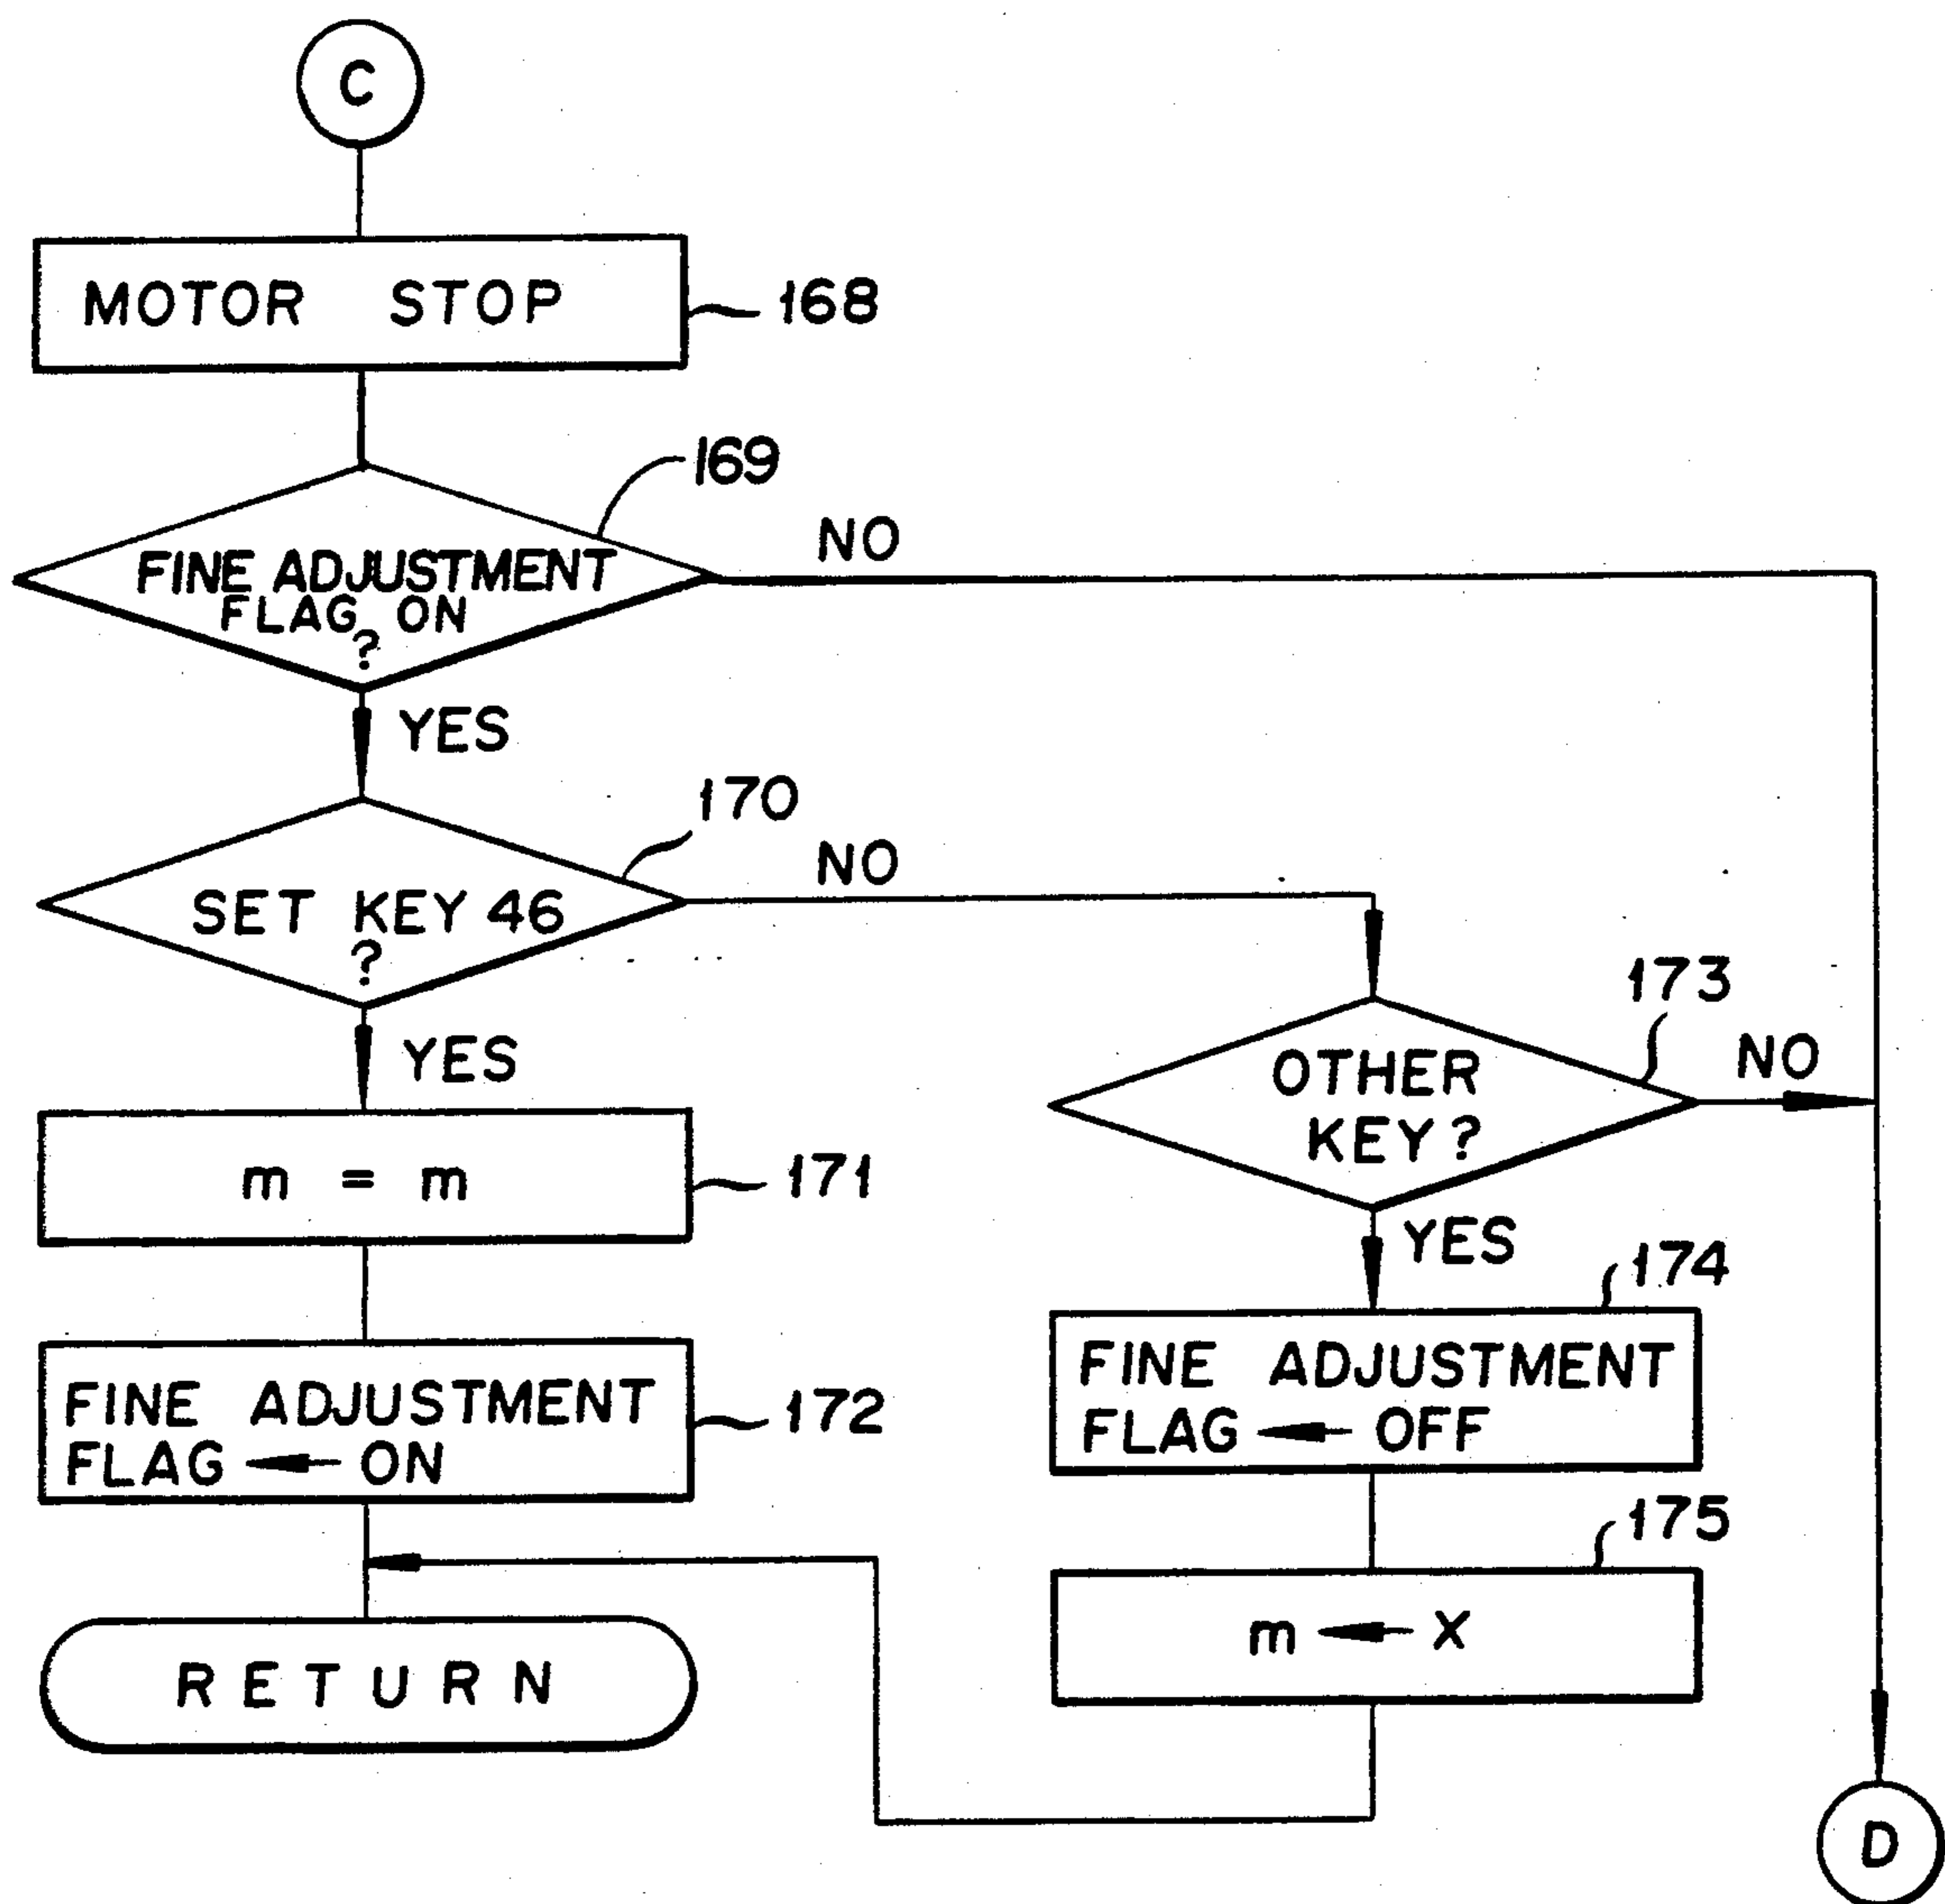 C
MOTOR STOP
168
169
NO
FINE ADJUSTMENT
FLAG ON
?
YES
170
NO
SET KEY 46
?
YES
173
OTHER
KEY ?
NO
m = m
171
YES
174
FINE ADJUSTMENT
FLAG ← ON
172
FINE ADJUSTMENT
FLAG ← OFF
175
m ← X
RETURN
D